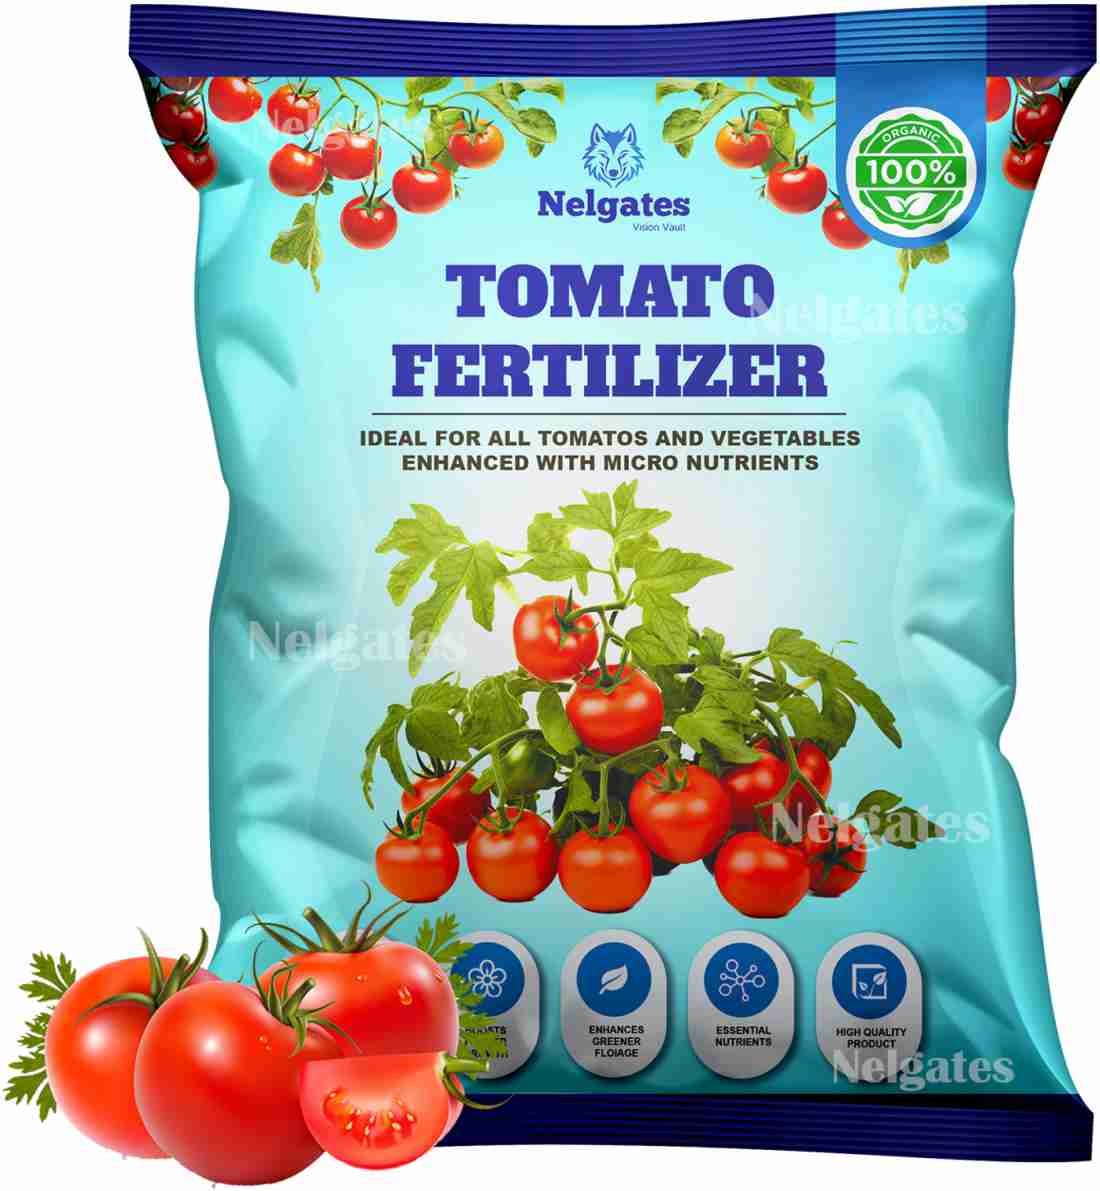 Nelgates
ORGANIC
100%
Nelgates
Vision Vault
TOMATO
Nelgates
FERTILIZER
IDEAL FOR ALL TOMATOS AND VEGETABLES
ENHANCED WITH MICRO NUTRIENTS
Nelgates
Nelgates
ENHANCES
GREENER
FLOIAGE
ESSENTIAL
NUTRIENTS
HIGH QUALITY
PRODUCT
Nelgates